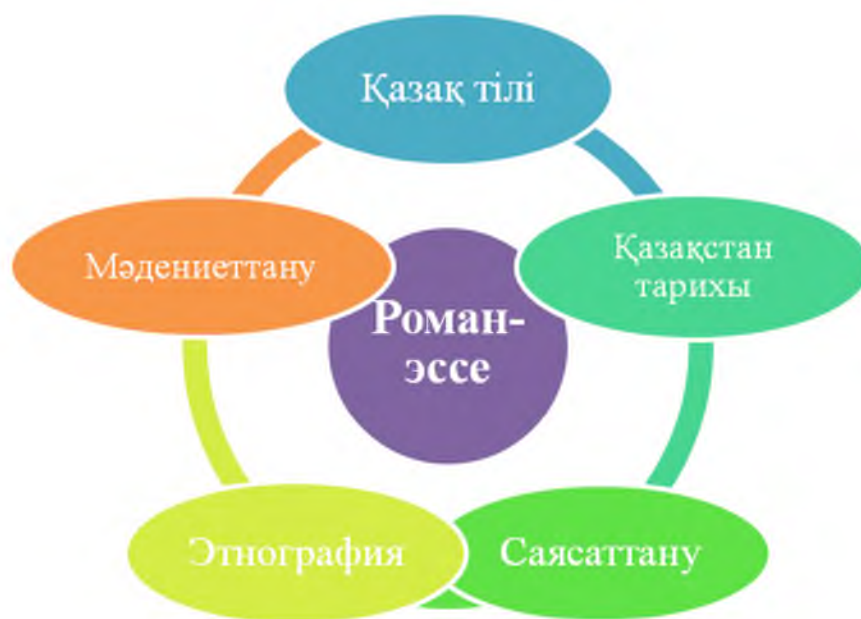 Қазақ тілі
Мәдениеттану
Қазақстан
тарихы
Роман-
эссе
Этнография
Саясаттану